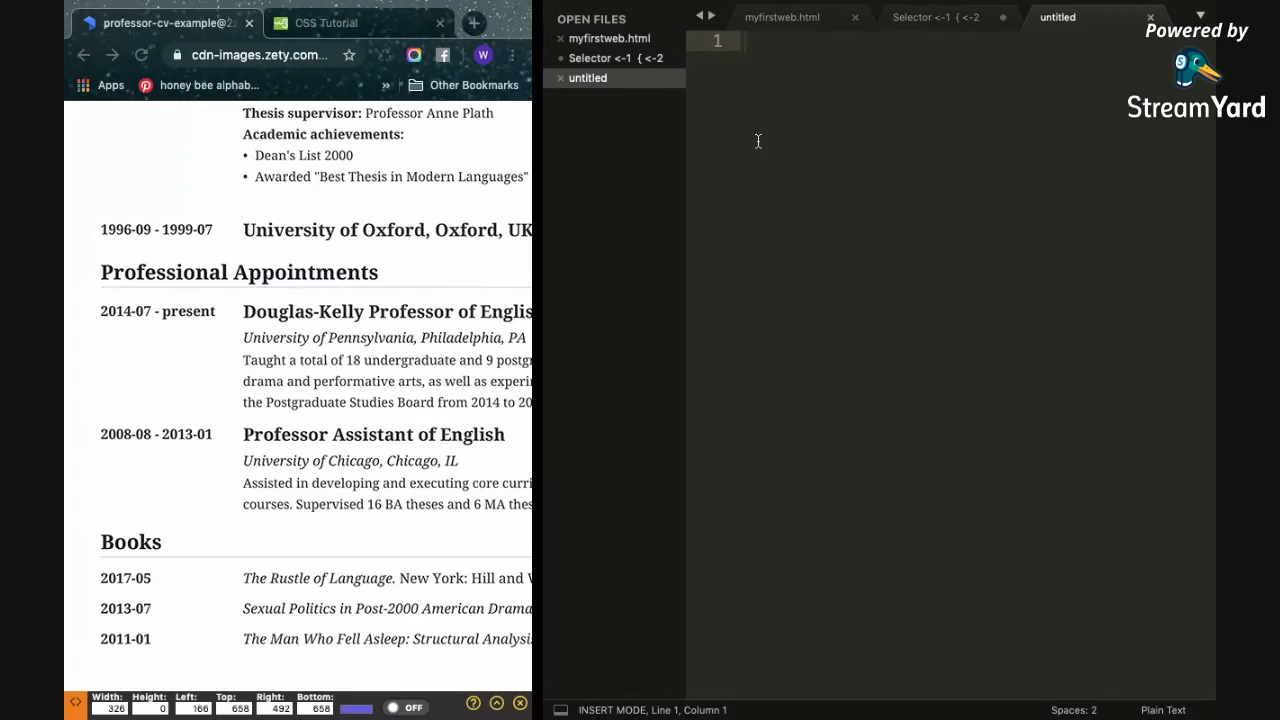 professor-cv-example@2
CSS Tutorial
cdn-images.zety.com...
W
Apps
honey bee alphab...
»
Other Bookmarks
Thesis supervisor: Professor Anne Plath
Academic achievements:
• Dean's List 2000
• Awarded "Best Thesis in Modern Languages"
1996-09 - 1999-07
University of Oxford, Oxford, UK
Professional Appointments
2014-07 - present
Douglas-Kelly Professor of Englis
University of Pennsylvania, Philadelphia, PA
Taught a total of 18 undergraduate and 9 postgr
drama and performative arts, as well as experi
the Postgraduate Studies Board from 2014 to 20
2008-08 - 2013-01
Professor Assistant of English
University of Chicago, Chicago, IL
Assisted in developing and executing core curri
courses. Supervised 16 BA theses and 6 MA thes
Books
2017-05
The Rustle of Language. New York: Hill and W
2013-07
Sexual Politics in Post-2000 American Drama
2011-01
The Man Who Fell Asleep: Structural Analysis
Width: Height: Left: Top: Right: Bottom:
326 0 166 658 492 658
OFF
OPEN FILES
myfirstweb.html
Selector <-1 { <-2
untitled
myfirstweb.html
Selector <-1 { <-2
untitled
1
INSERT MODE, Line 1, Column 1
Spaces: 2
Plain Text
Powered by
S
StreamYard